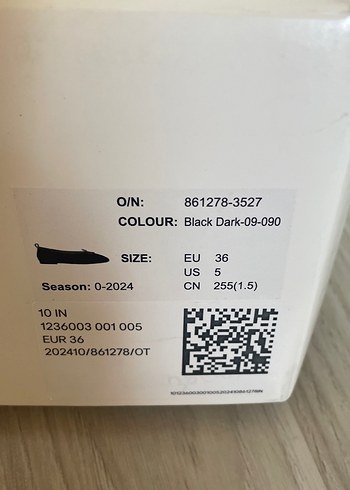 O/N: 861278-3527
COLOUR: Black Dark-09-090
SIZE: EU 36
US 5
Season: 0-2024 CN 255(1.5)
10 IN
1236003 001 005
EUR 36
202410/861278/OT